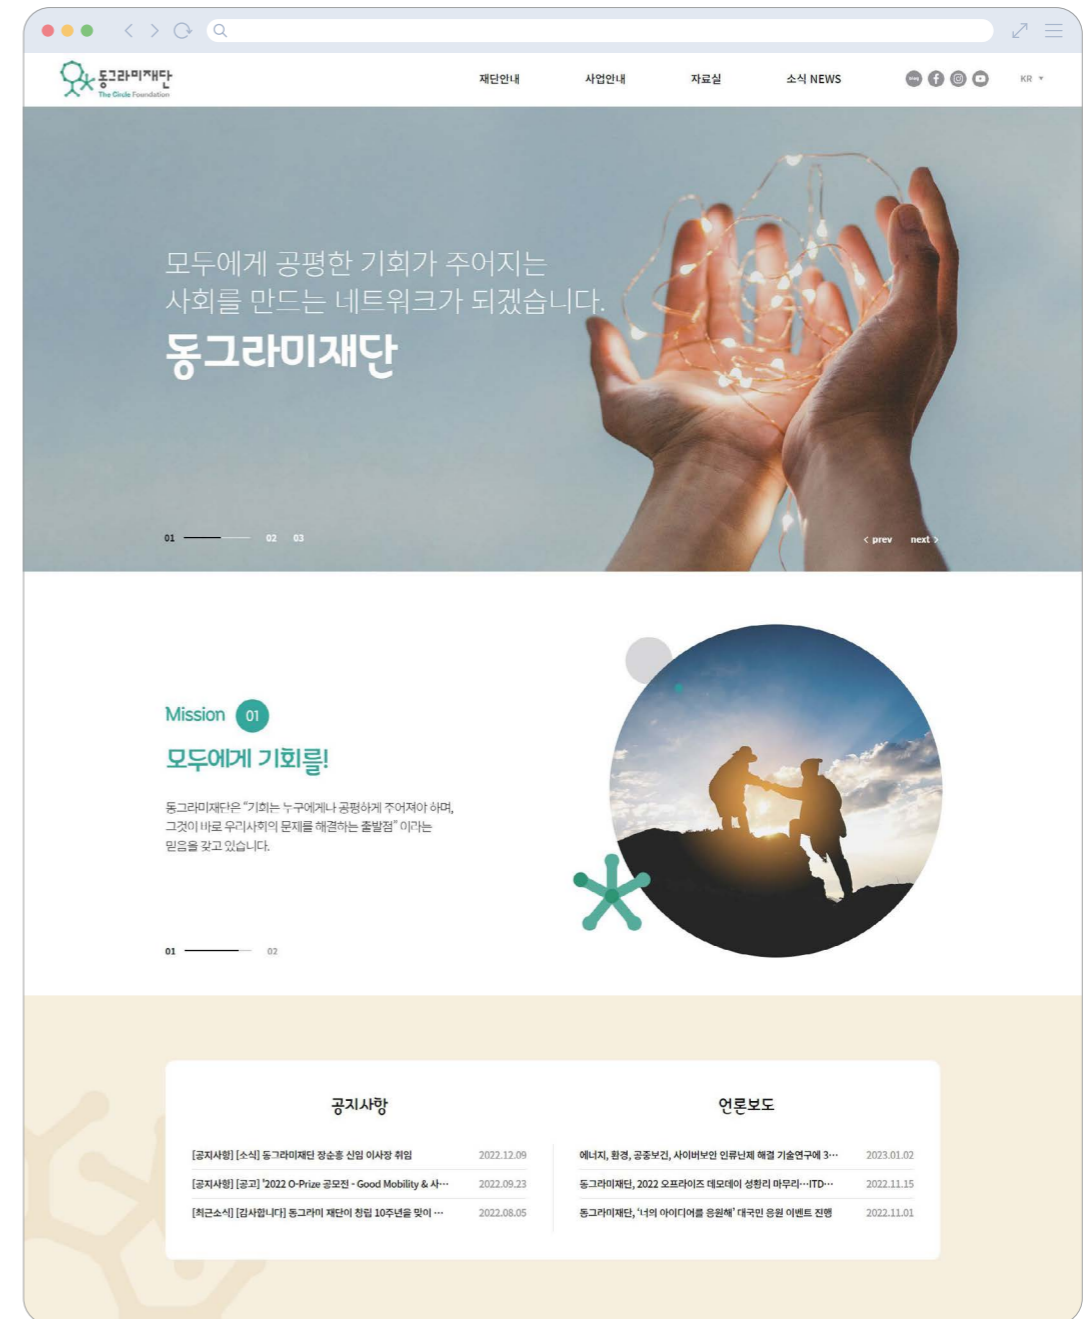 동그라미재단
The Circle Foundation
재단안내
사업안내
자료실
소식 NEWS
blog
KR
모두에게 공평한 기회가 주어지는
사회를 만드는 네트워크가 되겠습니다.
동그라미재단
01 02 03
< prev next >
Mission 01
모두에게 기회를!
동그라미재단은 “기회는 누구에게나 공평하게 주어져야 하며,
그것이 바로 우리사회의 문제를 해결하는 출발점” 이라는
믿음을 갖고 있습니다.
01 02
공지사항
[공지사항] [소식] 동그라미재단 장순흥 신임 이사장 취임 2022.12.09
[공지사항] [공고] '2022 O-Prize 공모전 - Good Mobility & 사… 2022.09.23
[최근소식] [감사합니다] 동그라미 재단이 창립 10주년을 맞이 … 2022.08.05
언론보도
에너지, 환경, 공중보건, 사이버보안 인류난제 해결 기술연구에 3… 2023.01.02
동그라미재단, 2022 오프라이즈 데모데이 성황리 마무리…ITD… 2022.11.15
동그라미재단, ‘너의 아이디어를 응원해’ 대국민 응원 이벤트 진행 2022.11.01